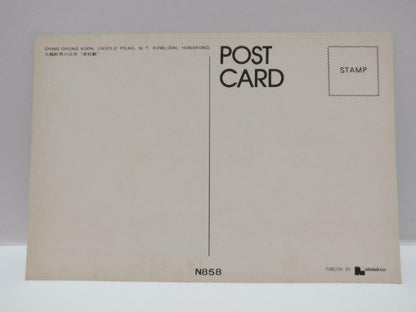 CHING CHUNG KOON, CASTLE PEAK, N. T. KOWLOON, HONGKONG
POST
CARD
STAMP
N858
PUBLISH BY